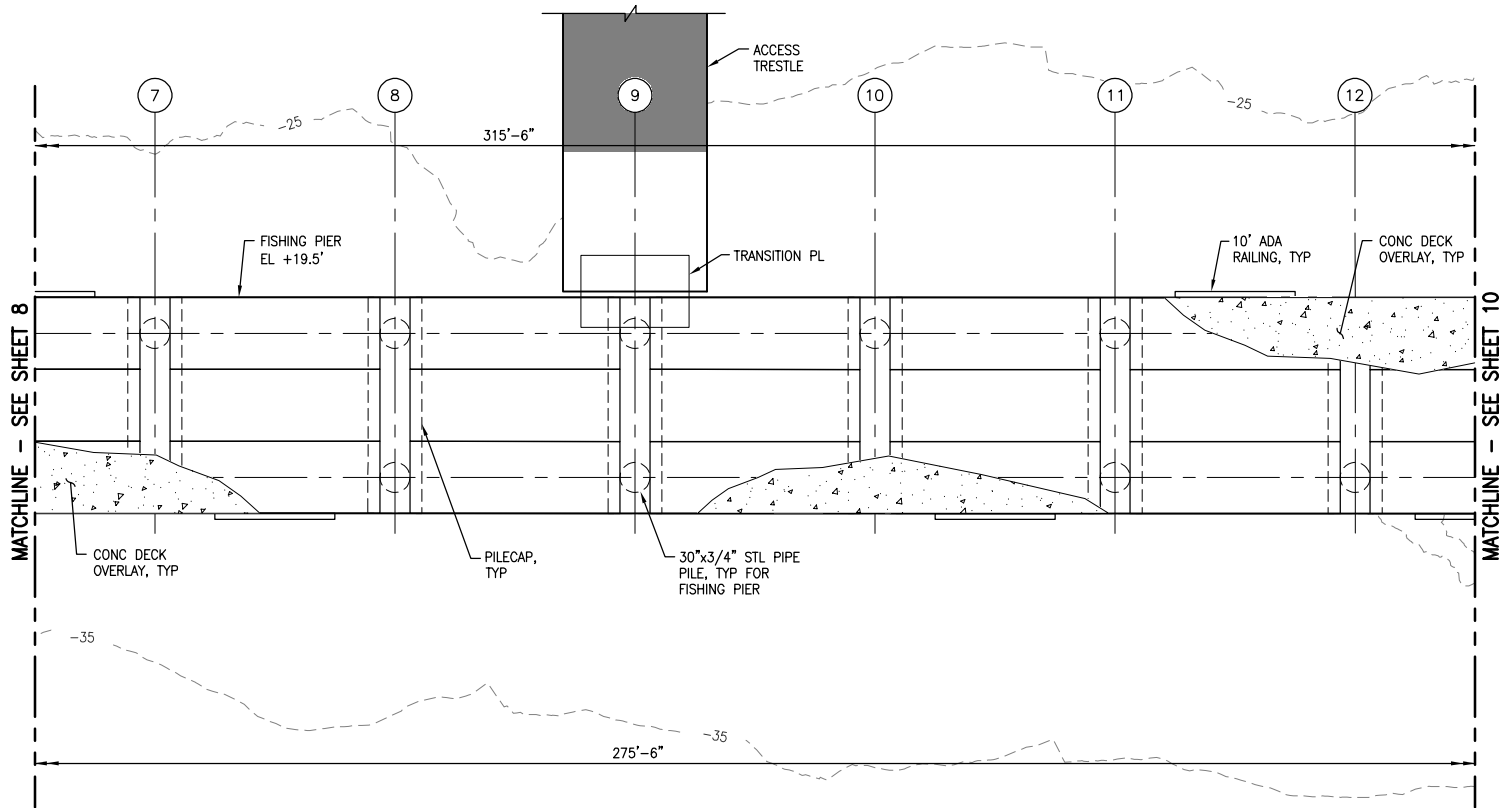 ACCESS
TRESTLE
7
8
9
10
11
12
-25
-25
315'-6"
FISHING PIER
EL +19.5'
TRANSITION PL
10' ADA
RAILING, TYP
CONC DECK
OVERLAY, TYP
MATCHLINE - SEE SHEET 8
MATCHLINE - SEE SHEET 10
CONC DECK
OVERLAY, TYP
PILECAP,
TYP
30"x3/4" STL PIPE
PILE, TYP FOR
FISHING PIER
-35
-35
275'-6"